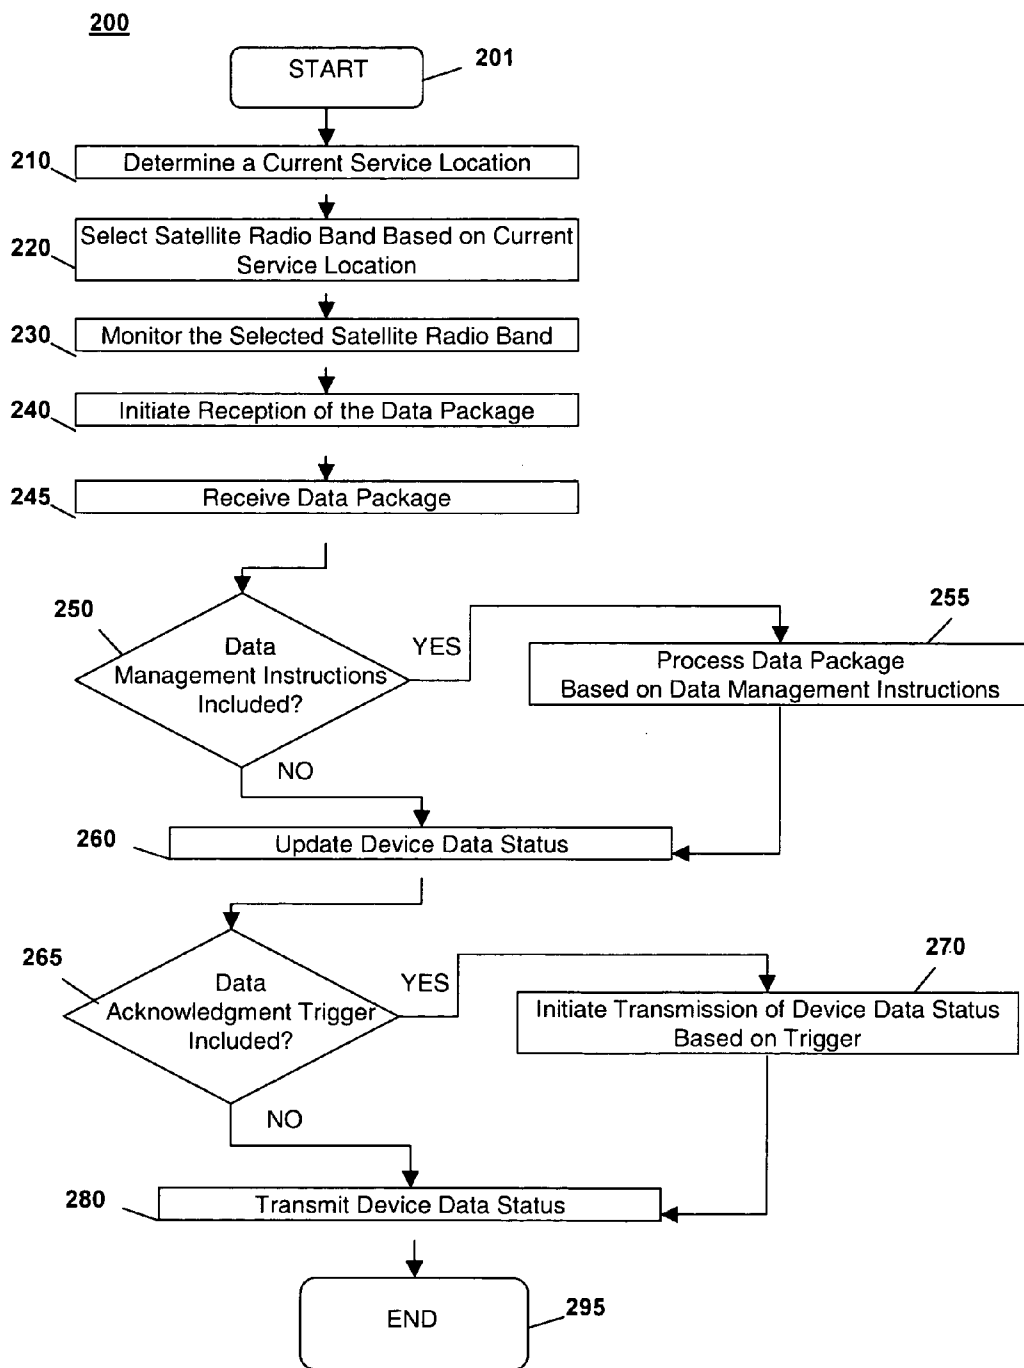 200
START
201
210
Determine a Current Service Location
220
Select Satellite Radio Band Based on Current
Service Location
230
Monitor the Selected Satellite Radio Band
240
Initiate Reception of the Data Package
245
Receive Data Package
250
Data
Management Instructions
Included?
YES
255
Process Data Package
Based on Data Management Instructions
NO
260
Update Device Data Status
265
Data
Acknowledgment Trigger
Included?
YES
270
Initiate Transmission of Device Data Status
Based on Trigger
NO
280
Transmit Device Data Status
END
295